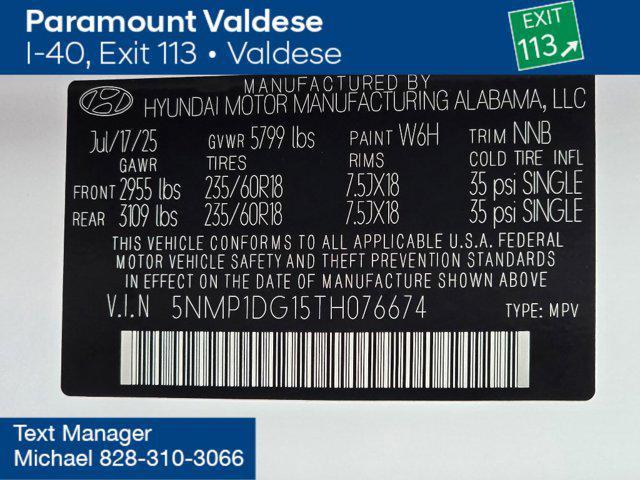 Paramount Valdese
I-40, Exit 113 • Valdese
EXIT
113
MANUFACTURED BY
HYUNDAI MOTOR MANUFACTURING ALABAMA, LLC
Jul/17/25 GVWR 5799 lbs PAINT W6H TRIM NNB
GAWR TIRES RIMS COLD TIRE INFL
FRONT 2955 lbs 235/60R18 7.5JX18 35 psi SINGLE
REAR 3109 lbs 235/60R18 7.5JX18 35 psi SINGLE
THIS VEHICLE CONFORMS TO ALL APPLICABLE U.S.A. FEDERAL
MOTOR VEHICLE SAFETY AND THEFT PREVENTION STANDARDS
IN EFFECT ON THE DATE OF MANUFACTURE SHOWN ABOVE
V.I.N 5NMP1DG15TH076674 TYPE: MPV
Text Manager
Michael 828-310-3066